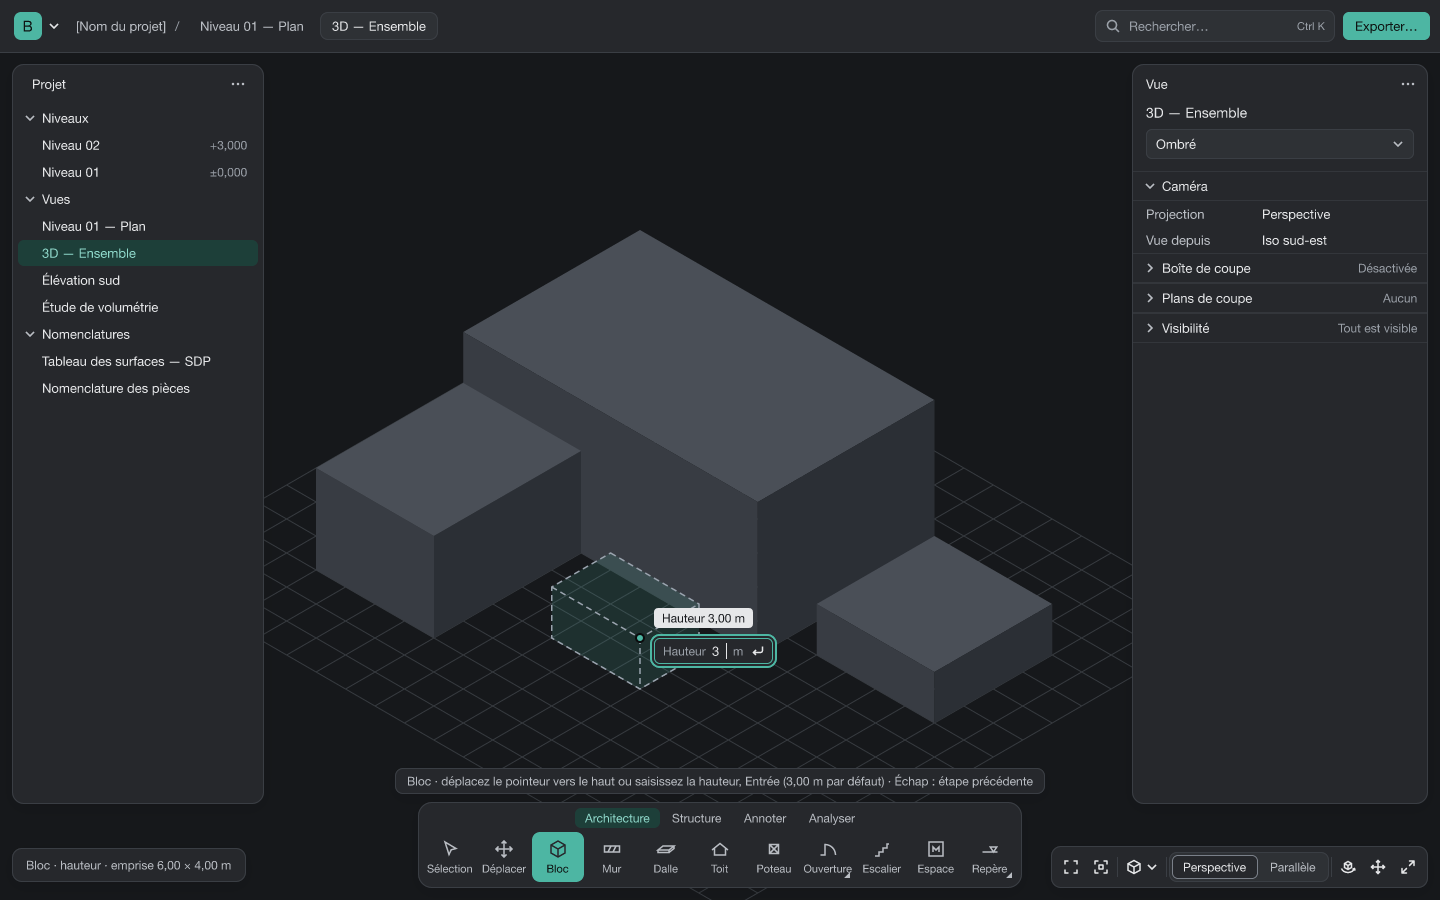 B [Nom du projet] / Niveau 01 — Plan 3D — Ensemble Rechercher… Ctrl K Exporter…
Projet
Niveaux
Niveau 02 +3,000
Niveau 01 ±0,000
Vues
Niveau 01 — Plan
3D — Ensemble
Élévation sud
Étude de volumétrie
Nomenclatures
Tableau des surfaces — SDP
Nomenclature des pièces
Vue
3D — Ensemble
Ombré
Caméra
Projection Perspective
Vue depuis Iso sud-est
Boîte de coupe Désactivée
Plans de coupe Aucun
Visibilité Tout est visible
Hauteur 3,00 m
Hauteur 3 m
Bloc · déplacez le pointeur vers le haut ou saisissez la hauteur, Entrée (3,00 m par défaut) · Échap : étape précédente
Architecture Structure Annoter Analyser
Sélection Déplacer Bloc Mur Dalle Toit Poteau Ouverture Escalier Espace Repère
Bloc · hauteur · emprise 6,00 × 4,00 m
Perspective Parallèle